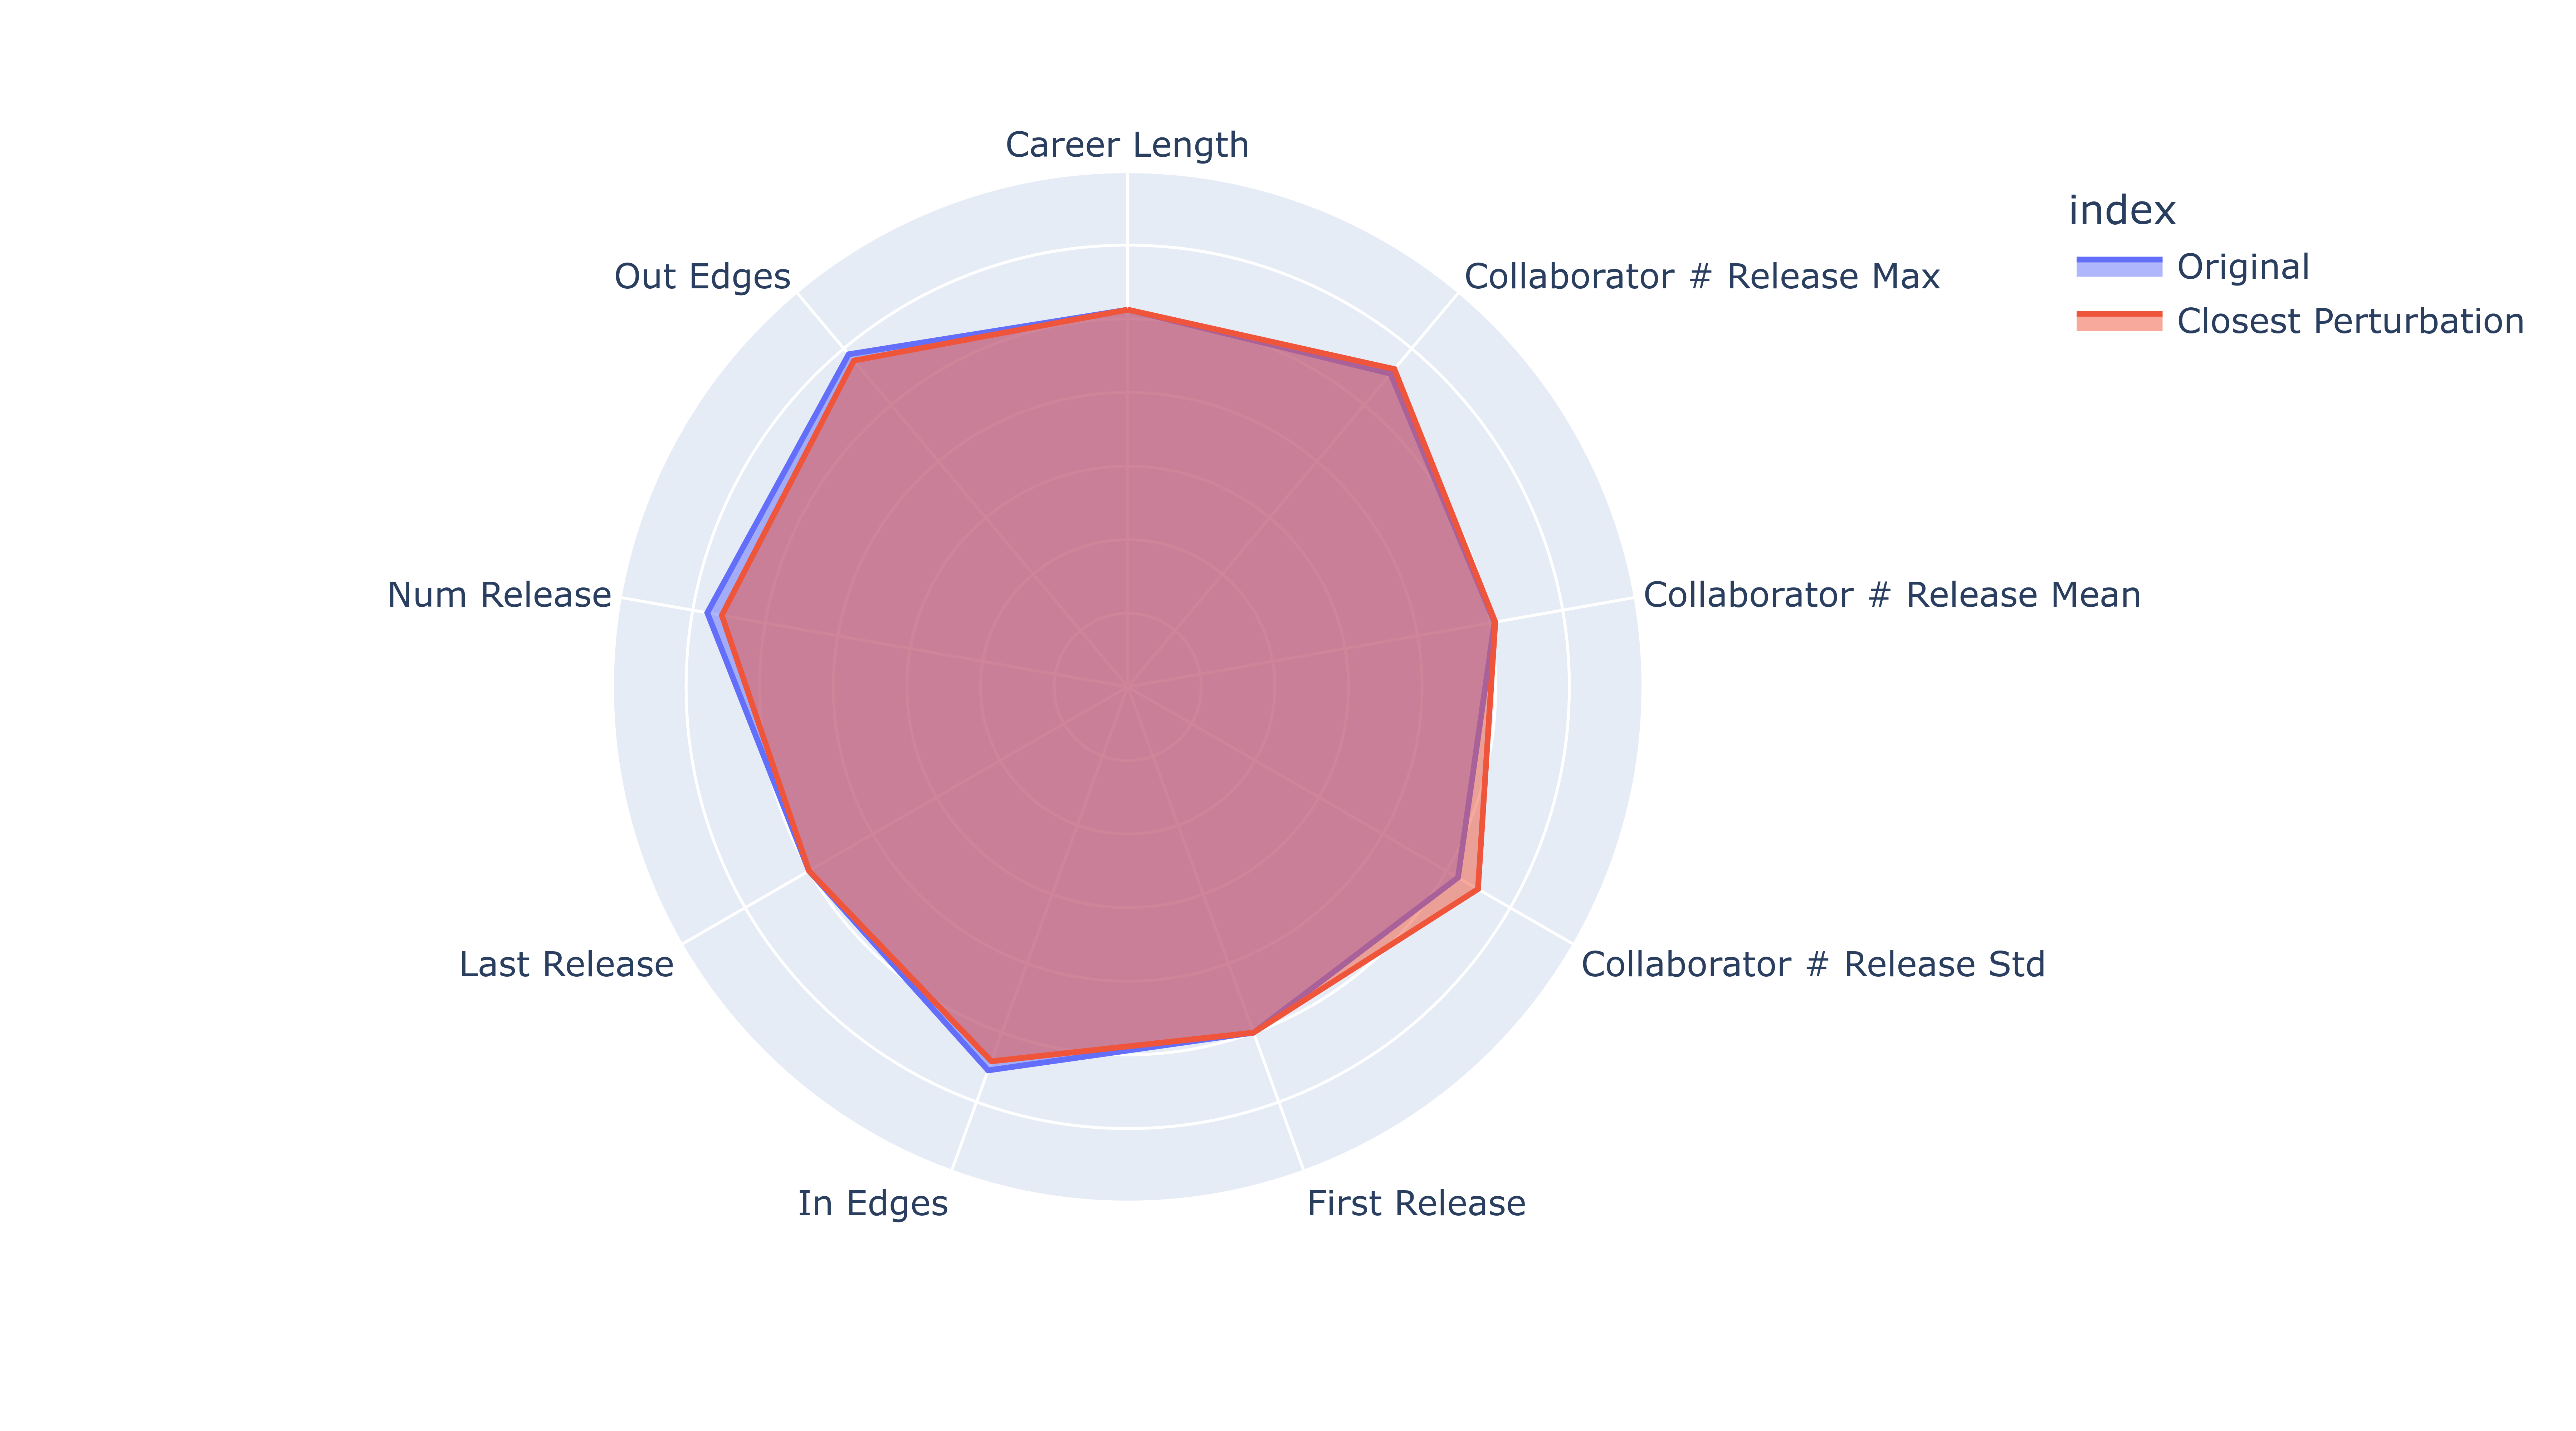 Career Length
Out Edges
Collaborator # Release Max
index
Original
Closest Perturbation
Num Release
Collaborator # Release Mean
Last Release
Collaborator # Release Std
In Edges
First Release